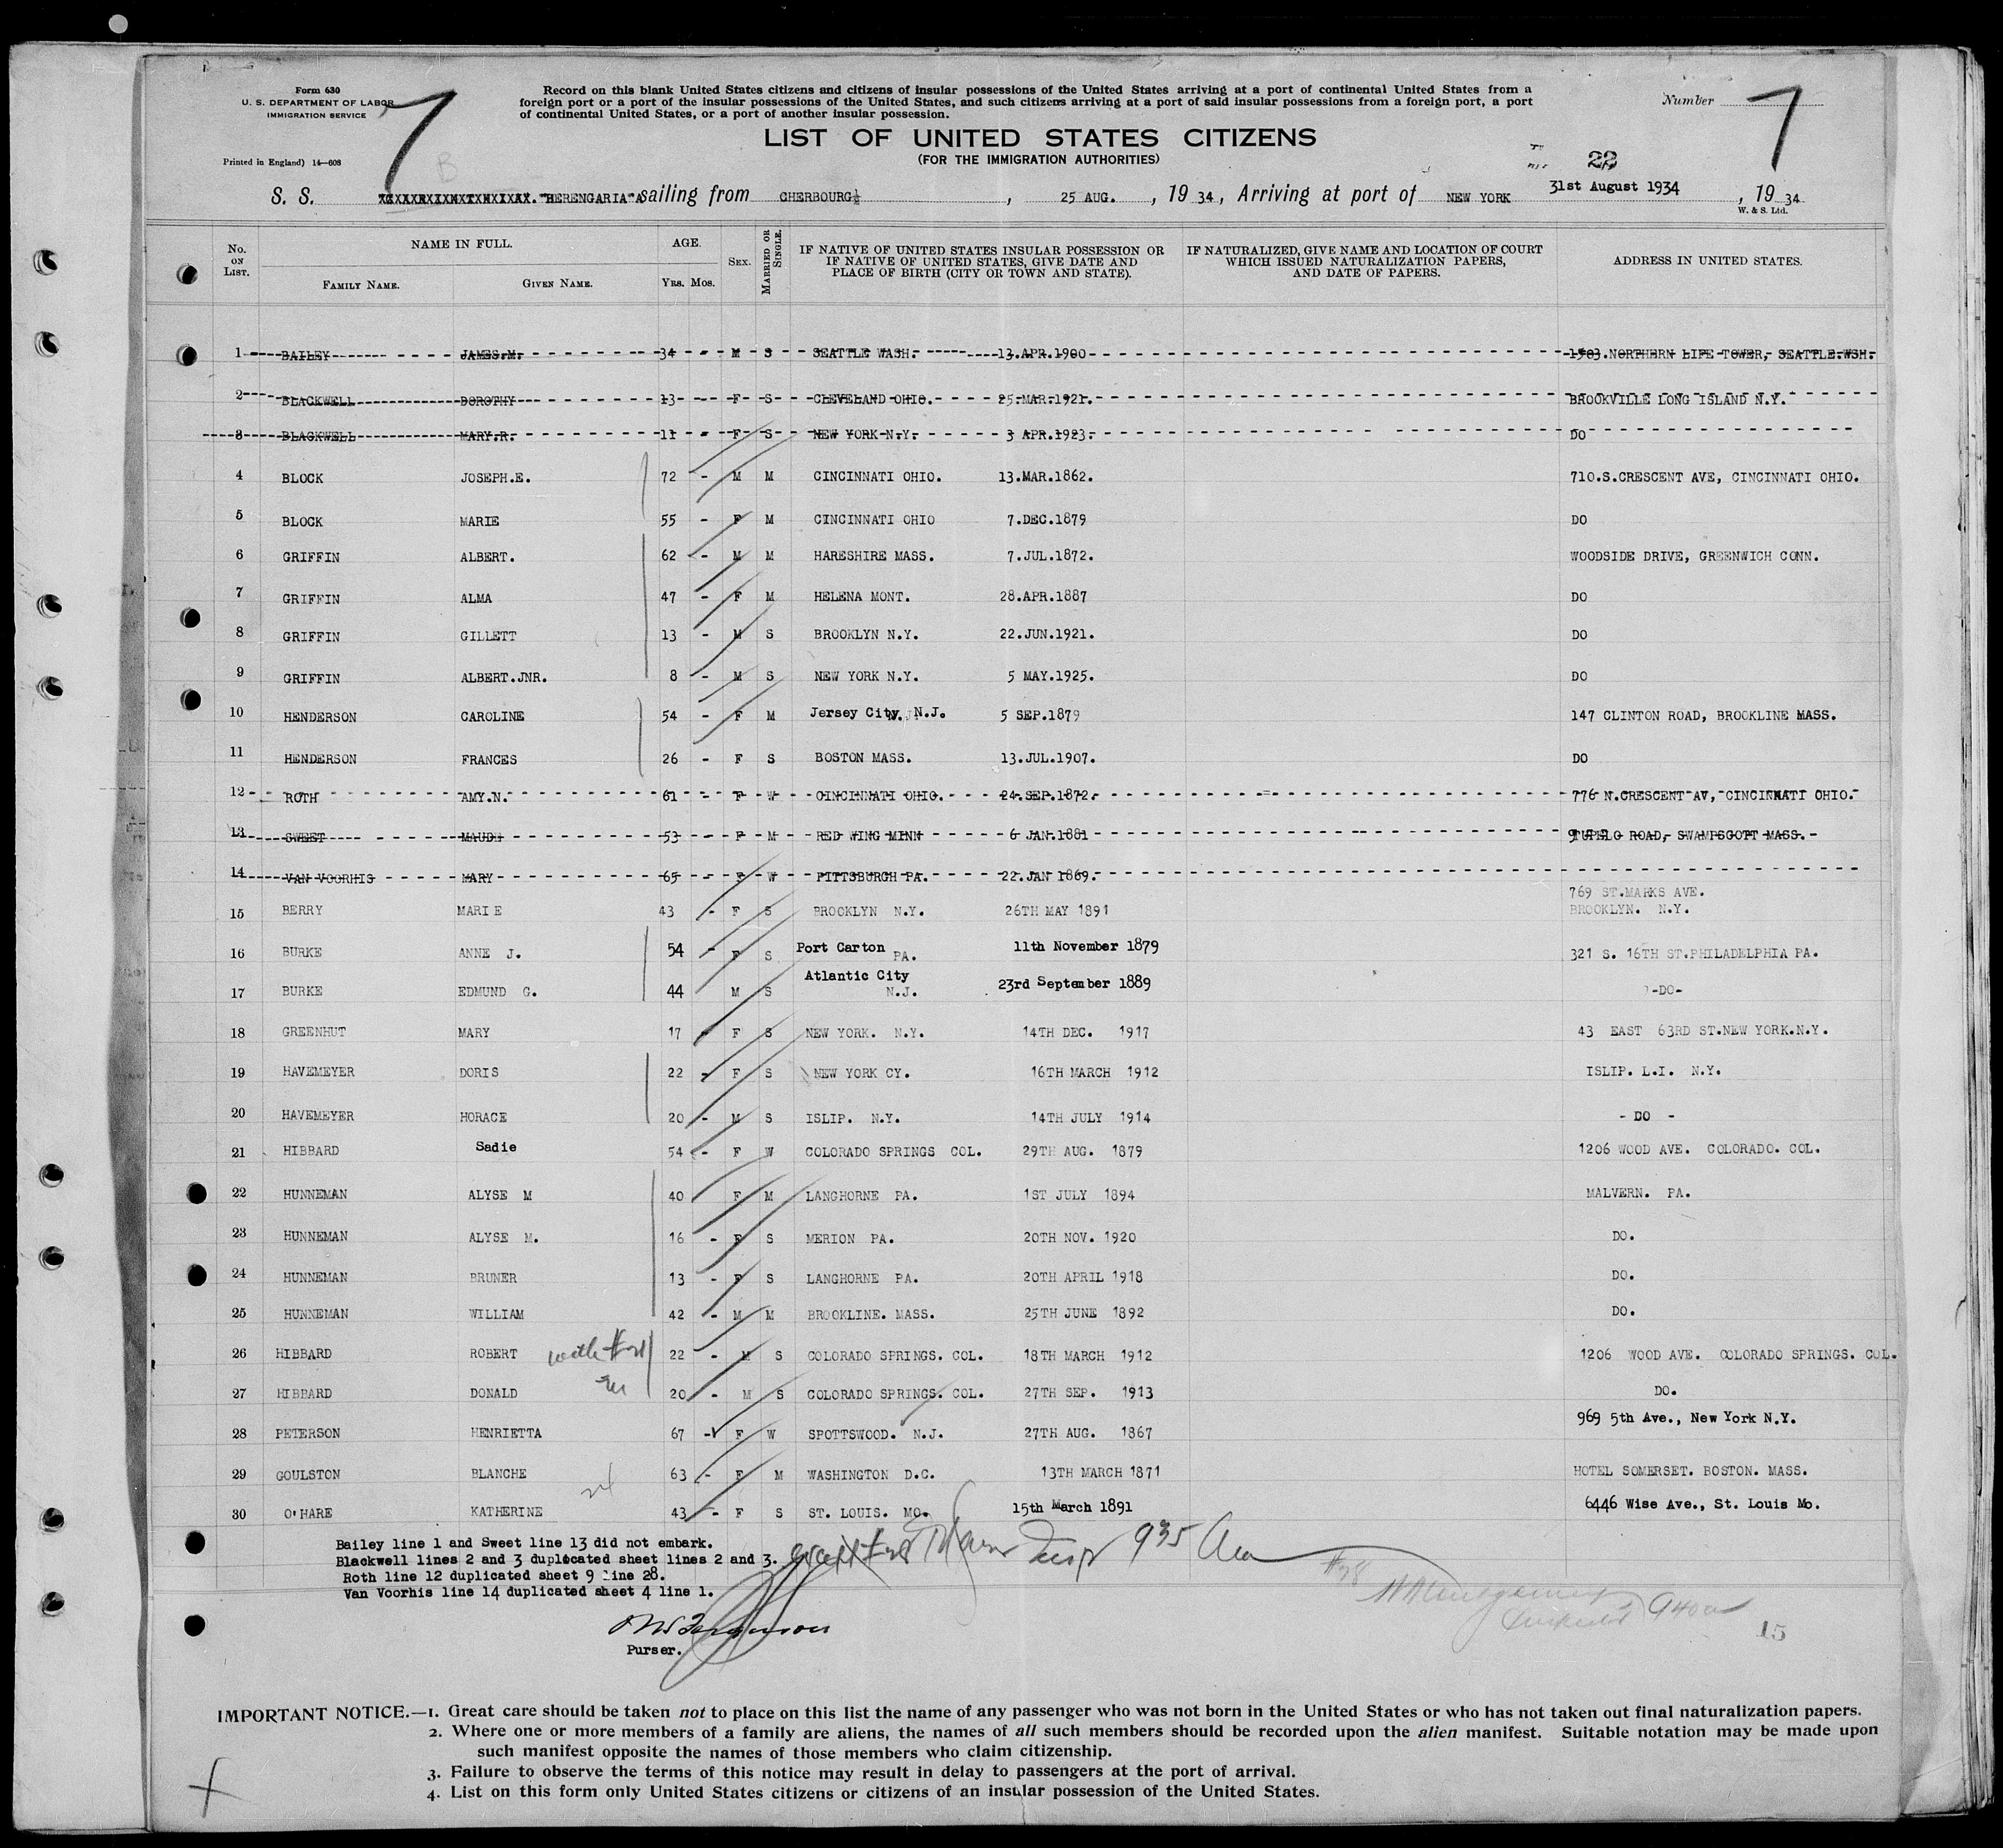 Form 630
U. S. DEPARTMENT OF LABOR
IMMIGRATION SERVICE
Printed in England) 14—608
7
B
Record on this blank United States citizens and citizens of insular possessions of the United States arriving at a port of continental United States from a
foreign port or a port of the insular possessions of the United States, and such citizens arriving at a port of said insular possessions from a foreign port, a port
of continental United States, or a port of another insular possession.
Number 7
LIST OF UNITED STATES CITIZENS
(FOR THE IMMIGRATION AUTHORITIES)
S. S. "BERENGARIA" sailing from CHERBOURG, 25 AUG., 19 34, Arriving at port of NEW YORK 31st August 1934, 19 34
W. & S. Ltd.
No. ON LIST. NAME IN FULL. FAMILY NAME. GIVEN NAME. AGE. YRS. MOS. SEX. MARRIED OR SINGLE. IF NATIVE OF UNITED STATES INSULAR POSSESSION OR IF NATIVE OF UNITED STATES, GIVE DATE AND PLACE OF BIRTH (CITY OR TOWN AND STATE). IF NATURALIZED, GIVE NAME AND LOCATION OF COURT WHICH ISSUED NATURALIZATION PAPERS, AND DATE OF PAPERS. ADDRESS IN UNITED STATES.
1 BAILEY JAMES.M. 34 - M S SEATTLE WASH. 13.APR.1900 1903.NORTHERN LIFE TOWER, SEATTLE.WSH.
2 BLACKWELL DOROTHY 13 - F S CLEVELAND OHIO. 25.MAR.1921. BROOKVILLE LONG ISLAND N.Y.
3 BLACKWELL MARY.R. 11 - F S NEW YORK N.Y. 3 APR.1923. DO
4 BLOCK JOSEPH.E. 72 - M M CINCINNATI OHIO. 13.MAR.1862. 710.S.CRESCENT AVE, CINCINNATI OHIO.
5 BLOCK MARIE 55 - F M CINCINNATI OHIO 7.DEC.1879 DO
6 GRIFFIN ALBERT. 62 - M M HARESHIRE MASS. 7.JUL.1872. WOODSIDE DRIVE, GREENWICH CONN.
7 GRIFFIN ALMA 47 - F M HELENA MONT. 28.APR.1887 DO
8 GRIFFIN GILLETT 13 - M S BROOKLYN N.Y. 22.JUN.1921. DO
9 GRIFFIN ALBERT.JNR. 8 - M S NEW YORK N.Y. 5 MAY.1925. DO
10 HENDERSON CAROLINE 54 - F M Jersey City, N.J. 5 SEP.1879 147 CLINTON ROAD, BROOKLINE MASS.
11 HENDERSON FRANCES 26 - F S BOSTON MASS. 13.JUL.1907. DO
12 ROTH AMY.N. 61 - F W CINCINNATI OHIO. 24.SEP.1872. 776 N.CRESCENT AV, CINCINNATI OHIO.
13 SWEET MAUDE 53 - F M RED WING MINN 6 JAN.1881 TUPELO ROAD, SWAMPSCOTT MASS.
14 VAN VOORHIS MARY 65 - F W PITTSBURGH PA. 22.JAN 1869.
15 BERRY MARIE 43 - F S BROOKLYN N.Y. 26TH MAY 1891 769 ST.MARKS AVE. BROOKLYN. N.Y.
16 BURKE ANNE J. 54 - F S Port Carton PA. 11th November 1879 321 S. 16TH ST.PHILADELPHIA PA.
17 BURKE EDMUND G. 44 M S Atlantic City N.J. 23rd September 1889 -DO-
18 GREENHUT MARY 17 - F S NEW YORK. N.Y. 14TH DEC. 1917 43 EAST 63RD ST.NEW YORK.N.Y.
19 HAVEMEYER DORIS 22 - F S NEW YORK CY. 16TH MARCH 1912 ISLIP. L.I. N.Y.
20 HAVEMEYER HORACE 20 - M S ISLIP. N.Y. 14TH JULY 1914 - DO -
21 HIBBARD Sadie 54 - F W COLORADO SPRINGS COL. 29TH AUG. 1879 1206 WOOD AVE. COLORADO. COL.
22 HUNNEMAN ALYSE M 40 F M LANGHORNE PA. 1ST JULY 1894 MALVERN. PA.
23 HUNNEMAN ALYSE M. 16 - F S MERION PA. 20TH NOV. 1920 DO.
24 HUNNEMAN BRUNER 13 - F S LANGHORNE PA. 20TH APRIL 1918 DO.
25 HUNNEMAN WILLIAM 42 - M M BROOKLINE. MASS. 25TH JUNE 1892 DO.
26 HIBBARD ROBERT with #21 22 - M S COLORADO SPRINGS. COL. 18TH MARCH 1912 1206 WOOD AVE. COLORADO SPRINGS. COL.
27 HIBBARD DONALD 20 - M S COLORADO SPRINGS. COL. 27TH SEP. 1913 DO.
28 PETERSON HENRIETTA 67 - F W SPOTTSWOOD. N.J. 27TH AUG. 1867 969 5th Ave., New York N.Y.
29 GOULSTON BLANCHE 63 - F M WASHINGTON D.C. 13TH MARCH 1871 HOTEL SOMERSET. BOSTON. MASS.
30 O'HARE KATHERINE 43 - F S ST. LOUIS. MO. 15th March 1891 6446 Wise Ave., St. Louis Mo.
Bailey line 1 and Sweet line 13 did not embark.
Blackwell lines 2 and 3 duplicated sheet lines 2 and 3.
Roth line 12 duplicated sheet 9 line 28.
Van Voorhis line 14 duplicated sheet 4 line 1.
935
#28
940a
15
Purser.
IMPORTANT NOTICE.—1. Great care should be taken not to place on this list the name of any passenger who was not born in the United States or who has not taken out final naturalization papers.
2. Where one or more members of a family are aliens, the names of all such members should be recorded upon the alien manifest. Suitable notation may be made upon
such manifest opposite the names of those members who claim citizenship.
3. Failure to observe the terms of this notice may result in delay to passengers at the port of arrival.
4. List on this form only United States citizens or citizens of an insular possession of the United States.